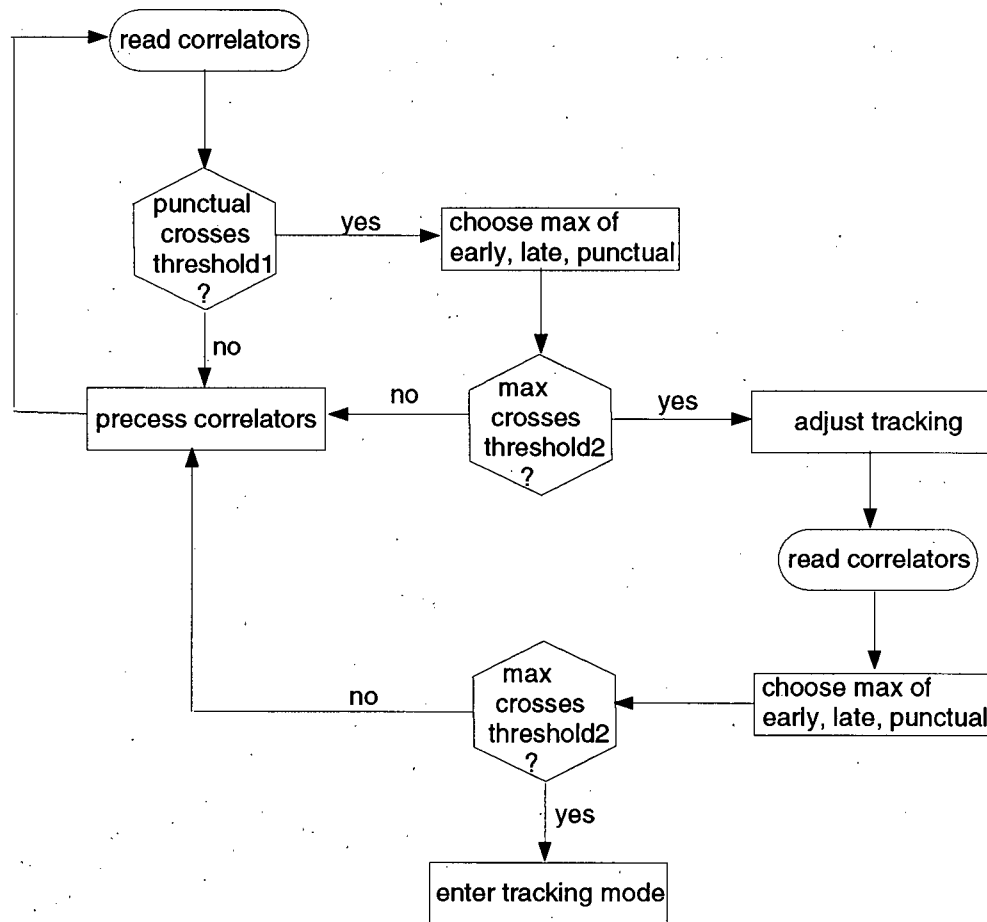 read correlators
punctual
crosses
threshold1
?
yes
choose max of
early, late, punctual
no
precess correlators
no
max
crosses
threshold2
?
yes
adjust tracking
read correlators
choose max of
early, late, punctual
max
crosses
threshold2
?
no
yes
enter tracking mode